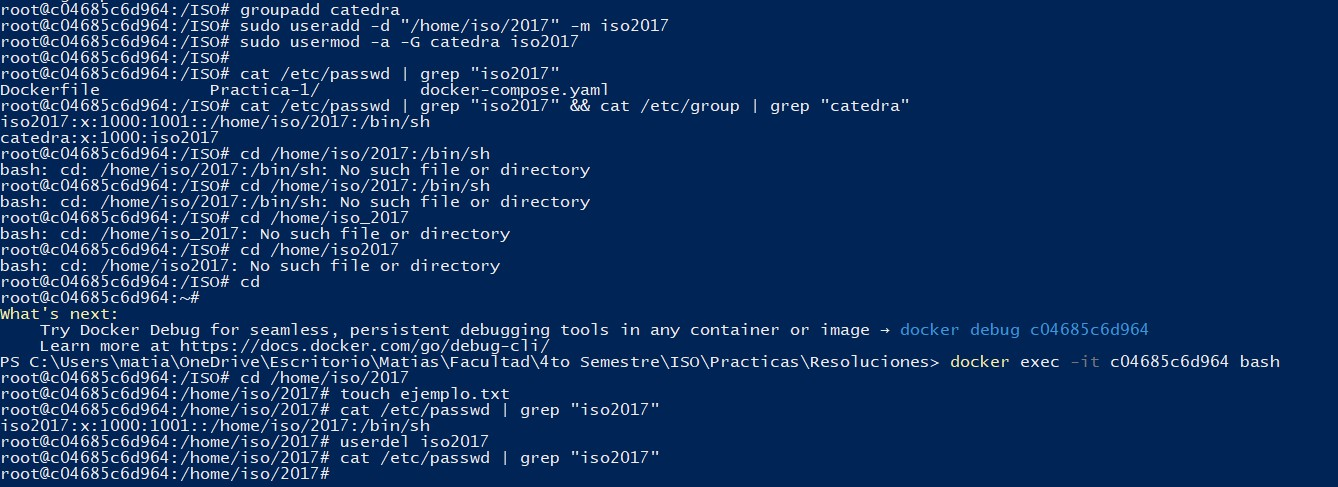 root@c04685c6d964:/ISO# groupadd catedra
root@c04685c6d964:/ISO# sudo useradd -d "/home/iso/2017" -m iso2017
root@c04685c6d964:/ISO# sudo usermod -a -G catedra iso2017
root@c04685c6d964:/ISO#
root@c04685c6d964:/ISO# cat /etc/passwd | grep "iso2017"
Dockerfile           Practica-1/          docker-compose.yaml
root@c04685c6d964:/ISO# cat /etc/passwd | grep "iso2017" && cat /etc/group | grep "catedra"
iso2017:x:1000:1001::/home/iso/2017:/bin/sh
catedra:x:1000:iso2017
root@c04685c6d964:/ISO# cd /home/iso/2017:/bin/sh
bash: cd: /home/iso/2017:/bin/sh: No such file or directory
root@c04685c6d964:/ISO# cd /home/iso/2017:/bin/sh
bash: cd: /home/iso/2017:/bin/sh: No such file or directory
root@c04685c6d964:/ISO# cd /home/iso_2017
bash: cd: /home/iso_2017: No such file or directory
root@c04685c6d964:/ISO# cd /home/iso2017
bash: cd: /home/iso2017: No such file or directory
root@c04685c6d964:/ISO# cd
root@c04685c6d964:~#
What's next:
    Try Docker Debug for seamless, persistent debugging tools in any container or image → docker debug c04685c6d964
    Learn more at https://docs.docker.com/go/debug-cli/
PS C:\Users\matia\OneDrive\Escritorio\Matias\Facultad\4to Semestre\ISO\Practicas\Resoluciones> docker exec -it c04685c6d964 bash
root@c04685c6d964:/ISO# cd /home/iso/2017
root@c04685c6d964:/home/iso/2017# touch ejemplo.txt
root@c04685c6d964:/home/iso/2017# cat /etc/passwd | grep "iso2017"
iso2017:x:1000:1001::/home/iso/2017:/bin/sh
root@c04685c6d964:/home/iso/2017# userdel iso2017
root@c04685c6d964:/home/iso/2017# cat /etc/passwd | grep "iso2017"
root@c04685c6d964:/home/iso/2017#